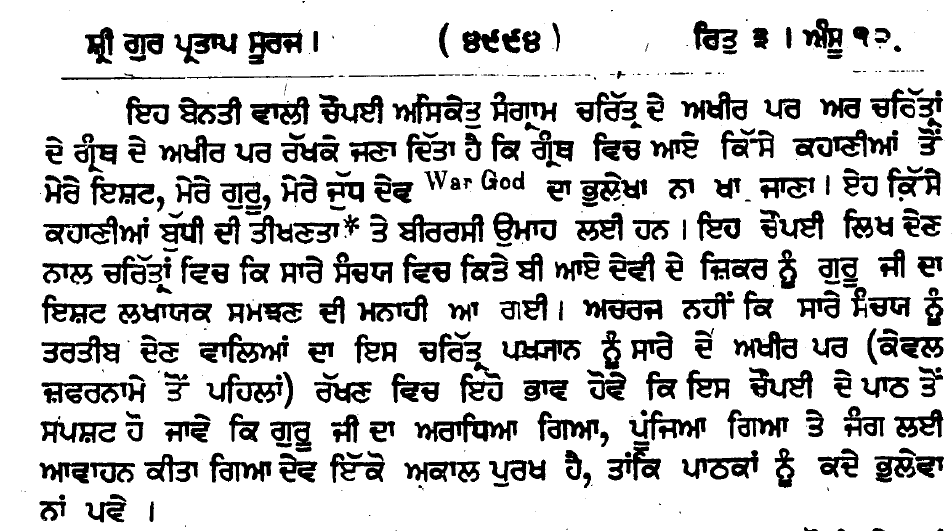 ਸ਼੍ਰੀ ਗੁਰ ਪ੍ਰਤਾਪ ਸੂਰਜ। (੪੯੯੪) ਰਿਤੁ ੩। ਅੰਸੂ ੧੨.
ਇਹ ਬੇਨਤੀ ਵਾਲੀ ਚੌਪਈ ਅਸਿਕੇਤੁ ਸੰਗ੍ਰਾਮ ਚਰਿੱਤ੍ਰ ਦੇ ਅਖੀਰ ਪਰ ਅਰ ਚਰਿੱਤ੍ਰਾਂ
ਦੇ ਗ੍ਰੰਥ ਦੇ ਅਖੀਰ ਪਰ ਰੱਖਕੇ ਜਣਾ ਦਿੱਤਾ ਹੈ ਕਿ ਗ੍ਰੰਥ ਵਿਚ ਆਏ ਕਿੱਸੇ ਕਹਾਣੀਆਂ ਤੋਂ
ਮੇਰੇ ਇਸ਼ਟ, ਮੇਰੇ ਗੁਰੂ, ਮੇਰੇ ਜੁੱਧ ਦੇਵ War God ਦਾ ਭੁਲੇਖਾ ਨਾ ਖਾ ਜਾਣਾ। ਏਹ ਕਿੱਸੇ
ਕਹਾਣੀਆਂ ਬੁੱਧੀ ਦੀ ਤੀਖਣਤਾ* ਤੇ ਬੀਰਰਸੀ ਉਮਾਹ ਲਈ ਹਨ। ਇਹ ਚੌਪਈ ਲਿਖ ਦੇਣ
ਨਾਲ ਚਰਿੱਤ੍ਰਾਂ ਵਿਚ ਕਿ ਸਾਰੇ ਸੰਚਯ ਵਿਚ ਕਿਤੇ ਬੀ ਆਏ ਦੇਵੀ ਦੇ ਜ਼ਿਕਰ ਨੂੰ ਗੁਰੂ ਜੀ ਦਾ
ਇਸ਼ਟ ਲਖਾਯਕ ਸਮਝਣ ਦੀ ਮਨਾਹੀ ਆ ਗਈ। ਅਚਰਜ ਨਹੀਂ ਕਿ ਸਾਰੇ ਸੰਚਯ ਨੂੰ
ਤਰਤੀਬ ਦੇਣ ਵਾਲਿਆਂ ਦਾ ਇਸ ਚਰਿੱਤ੍ਰ ਪਖ੍ਯਾਨ ਨੂੰ ਸਾਰੇ ਦੇ ਅਖੀਰ ਪਰ (ਕੇਵਲ
ਜ਼ਫਰਨਾਮੇ ਤੋਂ ਪਹਿਲਾਂ) ਰੱਖਣ ਵਿਚ ਇਹੋ ਭਾਵ ਹੋਵੇ ਕਿ ਇਸ ਚੌਪਈ ਦੇ ਪਾਠ ਤੋਂ
ਸਪਸ਼ਟ ਹੋ ਜਾਵੇ ਕਿ ਗੁਰੂ ਜੀ ਦਾ ਅਰਾਧਿਆ ਗਿਆ, ਪੂੰਜਿਆ ਗਿਆ ਤੇ ਜੰਗ ਲਈ
ਆਵਾਹਨ ਕੀਤਾ ਗਿਆ ਦੇਵ ਇੱਕੋ ਅਕਾਲ ਪੁਰਖ ਹੈ, ਤਾਂਕਿ ਪਾਠਕਾਂ ਨੂੰ ਕਦੇ ਭੁਲੇਵਾ
ਨਾਂ ਪਵੇ।